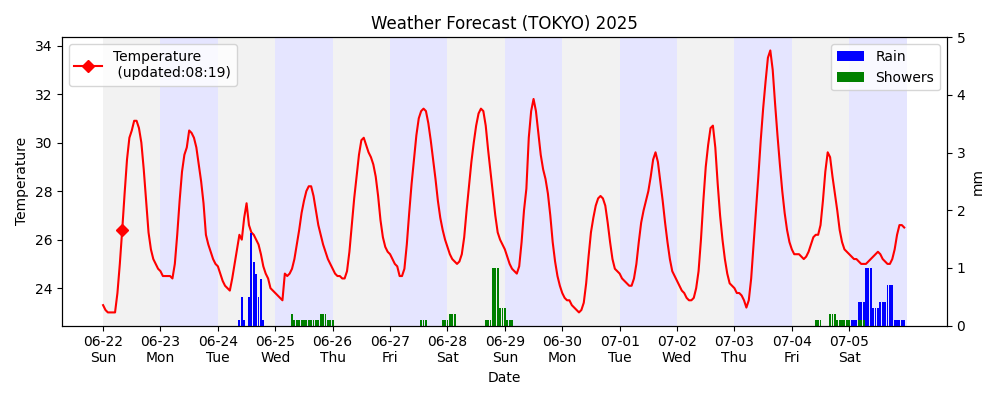 Weather Forecast (TOKYO) 2025
Temperature
(updated:08:19)
Rain
Showers
Temperature
34
32
30
28
26
24
5
4
3
2
1
0
mm
06-22 06-23 06-24 06-25 06-26 06-27 06-28 06-29 06-30 07-01 07-02 07-03 07-04 07-05
Sun Mon Tue Wed Thu Fri Sat Sun Mon Tue Wed Thu Fri Sat
Date